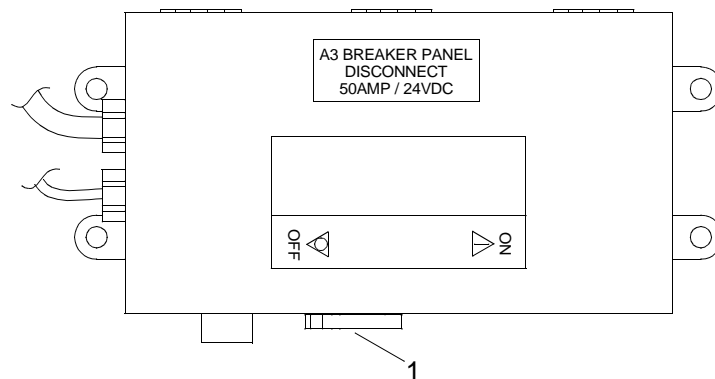 A3 BREAKER PANEL
DISCONNECT
50AMP / 24VDC
OFF
ON
1